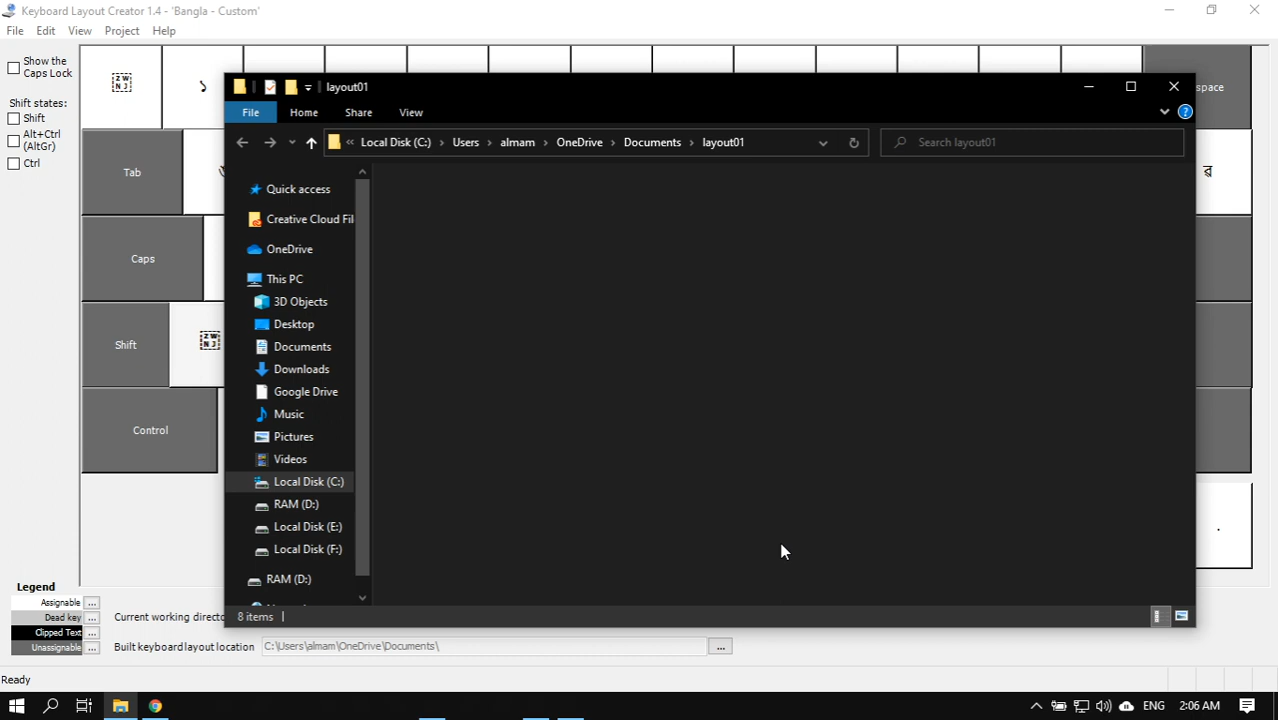 Keyboard Layout Creator 1.4 - 'Bangla - Custom'
File Edit View Project Help
Show the Caps Lock
Shift states:
Shift
Alt+Ctrl (AltGr)
Ctrl
ZW NJ
Tab
Caps
Shift
ZW NJ
Control
space
ৱ
.
layout01
File Home Share View
« Local Disk (C:) › Users › almam › OneDrive › Documents › layout01
Search layout01
Quick access
Creative Cloud Fil
OneDrive
This PC
3D Objects
Desktop
Documents
Downloads
Google Drive
Music
Pictures
Videos
Local Disk (C:)
RAM (D:)
Local Disk (E:)
Local Disk (F:)
RAM (D:)
8 items
Legend
Assignable ...
Dead key ...
Clipped Text ...
Unassignable ...
Current working directo
Built keyboard layout location C:\Users\almam\OneDrive\Documents\ ...
Ready
ENG 2:06 AM